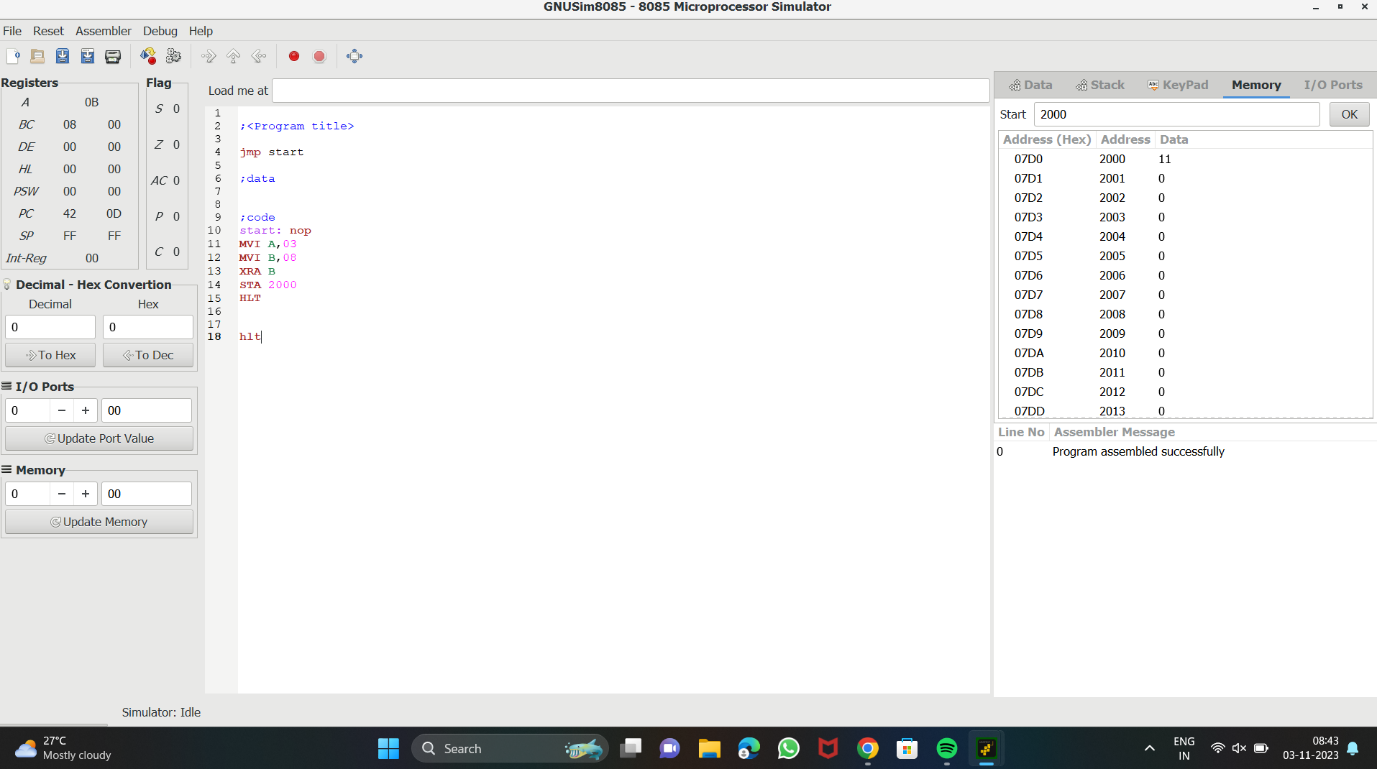 GNUSim8085 - 8085 Microprocessor Simulator
File Reset Assembler Debug Help
Registers
A 0B
BC 08 00
DE 00 00
HL 00 00
PSW 00 00
PC 42 0D
SP FF FF
Int-Reg 00
Flag
S 0
Z 0
AC 0
P 0
C 0
Decimal - Hex Convertion
Decimal Hex
0 0
To Hex To Dec
I/O Ports
0 − + 00
Update Port Value
Memory
0 − + 00
Update Memory
Load me at
1
2 ;<Program title>
3
4 jmp start
5
6 ;data
7
8
9 ;code
10 start: nop
11 MVI A,03
12 MVI B,08
13 XRA B
14 STA 2000
15 HLT
16
17
18 hlt
Data Stack KeyPad Memory I/O Ports
Start 2000 OK
Address (Hex) Address Data
07D0 2000 11
07D1 2001 0
07D2 2002 0
07D3 2003 0
07D4 2004 0
07D5 2005 0
07D6 2006 0
07D7 2007 0
07D8 2008 0
07D9 2009 0
07DA 2010 0
07DB 2011 0
07DC 2012 0
07DD 2013 0
Line No Assembler Message
0 Program assembled successfully
Simulator: Idle
27°C
Mostly cloudy
Search
ENG
IN
08:43
03-11-2023